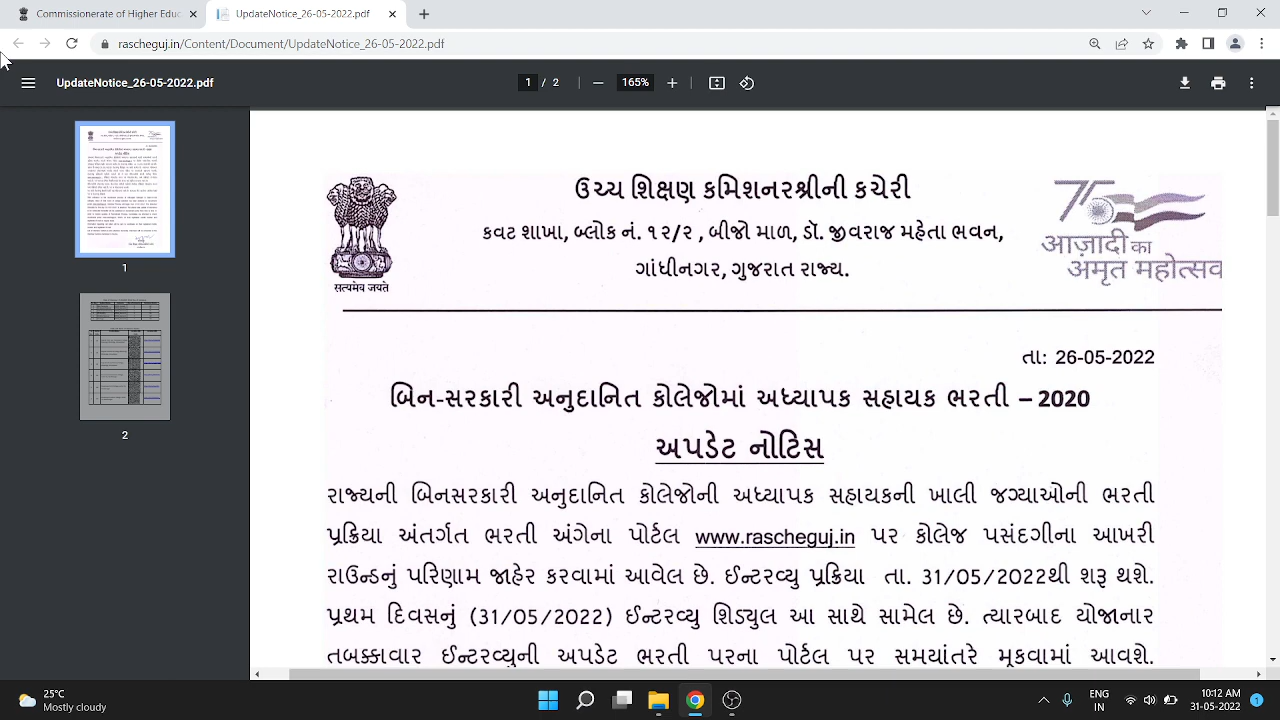 Commissionerate of Higher Educ
UpdateNotice_26-05-2022.pdf
rascheguj.in/Content/Document/UpdateNotice_26-05-2022.pdf
UpdateNotice_26-05-2022.pdf
1 / 2
165%
1
2
ઉચ્ચ શિક્ષણ કમિશનરશ્રીની કચેરી
કવટ શાખા, બ્લોક નં. ૧૨/૨ , બીજો માળ, ડૉ. જીવરાજ મહેતા ભવન,
ગાંધીનગર, ગુજરાત રાજ્ય.
सत्यमेव जयते
75
आज़ादी का
अमृत महोत्सव
તા: 26-05-2022
બિન-સરકારી અનુદાનિત કોલેજોમાં અધ્યાપક સહાયક ભરતી – 2020
અપડેટ નોટિસ
રાજ્યની બિનસરકારી અનુદાનિત કોલેજોની અધ્યાપક સહાયકની ખાલી જગ્યાઓની ભરતી
પ્રક્રિયા અંતર્ગત ભરતી અંગેના પોર્ટલ www.rascheguj.in પર કોલેજ પસંદગીના આખરી
રાઉન્ડનું પરિણામ જાહેર કરવામાં આવેલ છે. ઈન્ટરવ્યુ પ્રક્રિયા તા. 31/05/2022થી શરૂ થશે.
પ્રથમ દિવસનું (31/05/2022) ઈન્ટરવ્યુ શિડ્યુલ આ સાથે સામેલ છે. ત્યારબાદ યોજાનાર
તબક્કાવાર ઈન્ટરવ્યુની અપડેટ ભરતી પરના પોર્ટલ પર સમયાંતરે મૂકવામાં આવશે.
25°C
Mostly cloudy
ENG
IN
10:12 AM
31-05-2022
1